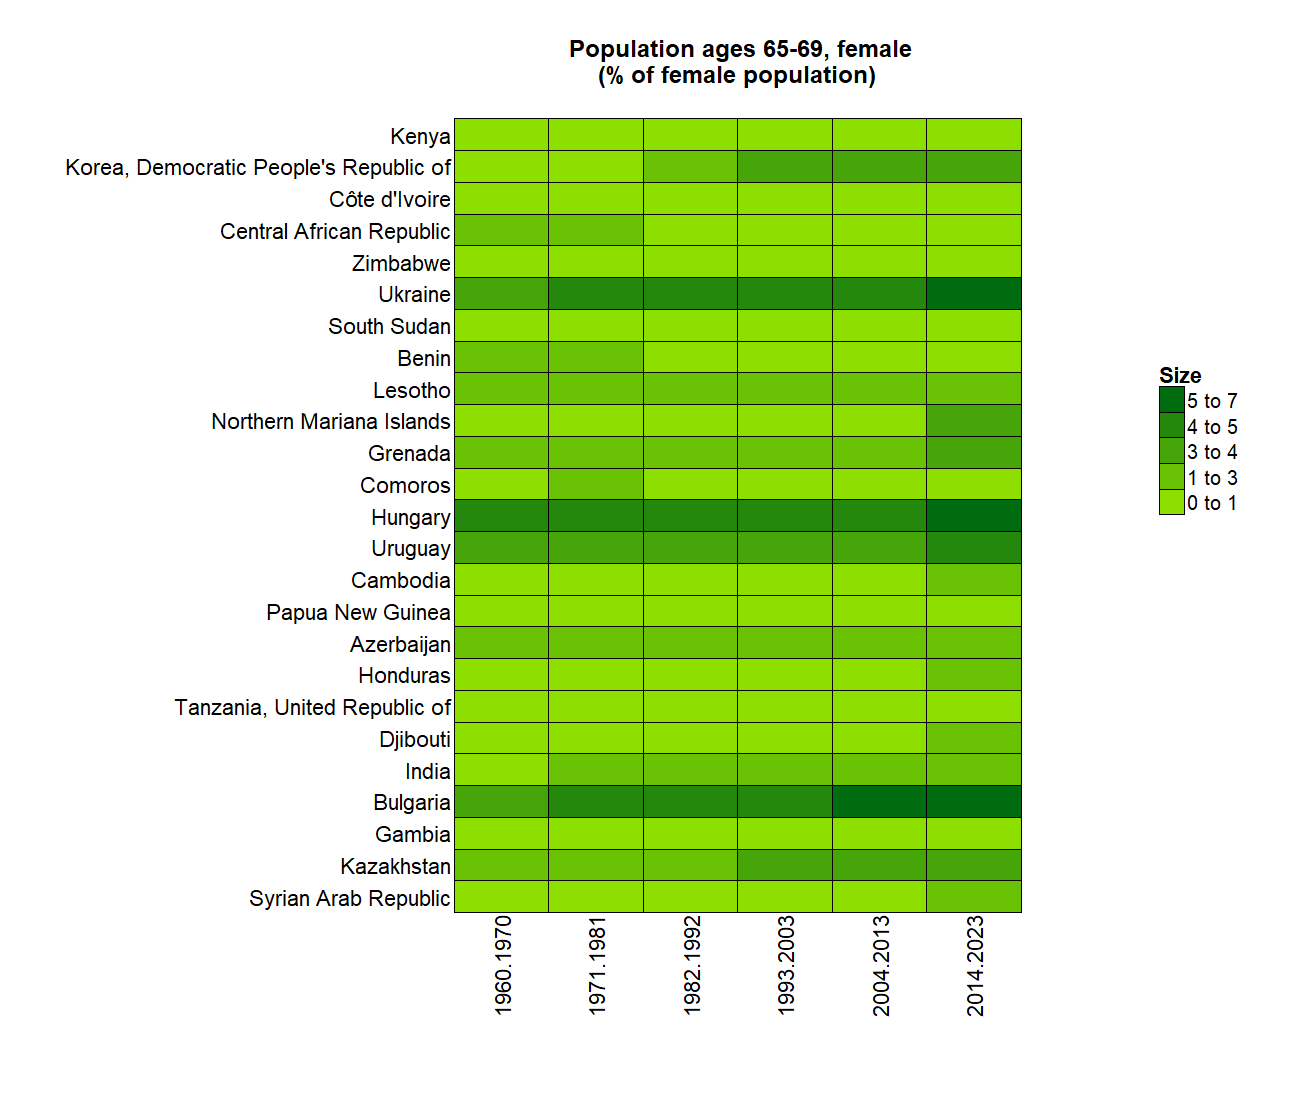 Population ages 65-69, female
(% of female population)
Kenya
Korea, Democratic People's Republic of
Côte d'Ivoire
Central African Republic
Zimbabwe
Ukraine
South Sudan
Benin
Lesotho
Northern Mariana Islands
Grenada
Comoros
Hungary
Uruguay
Cambodia
Papua New Guinea
Azerbaijan
Honduras
Tanzania, United Republic of
Djibouti
India
Bulgaria
Gambia
Kazakhstan
Syrian Arab Republic
1960.1970
1971.1981
1982.1992
1993.2003
2004.2013
2014.2023
Size
5 to 7
4 to 5
3 to 4
1 to 3
0 to 1